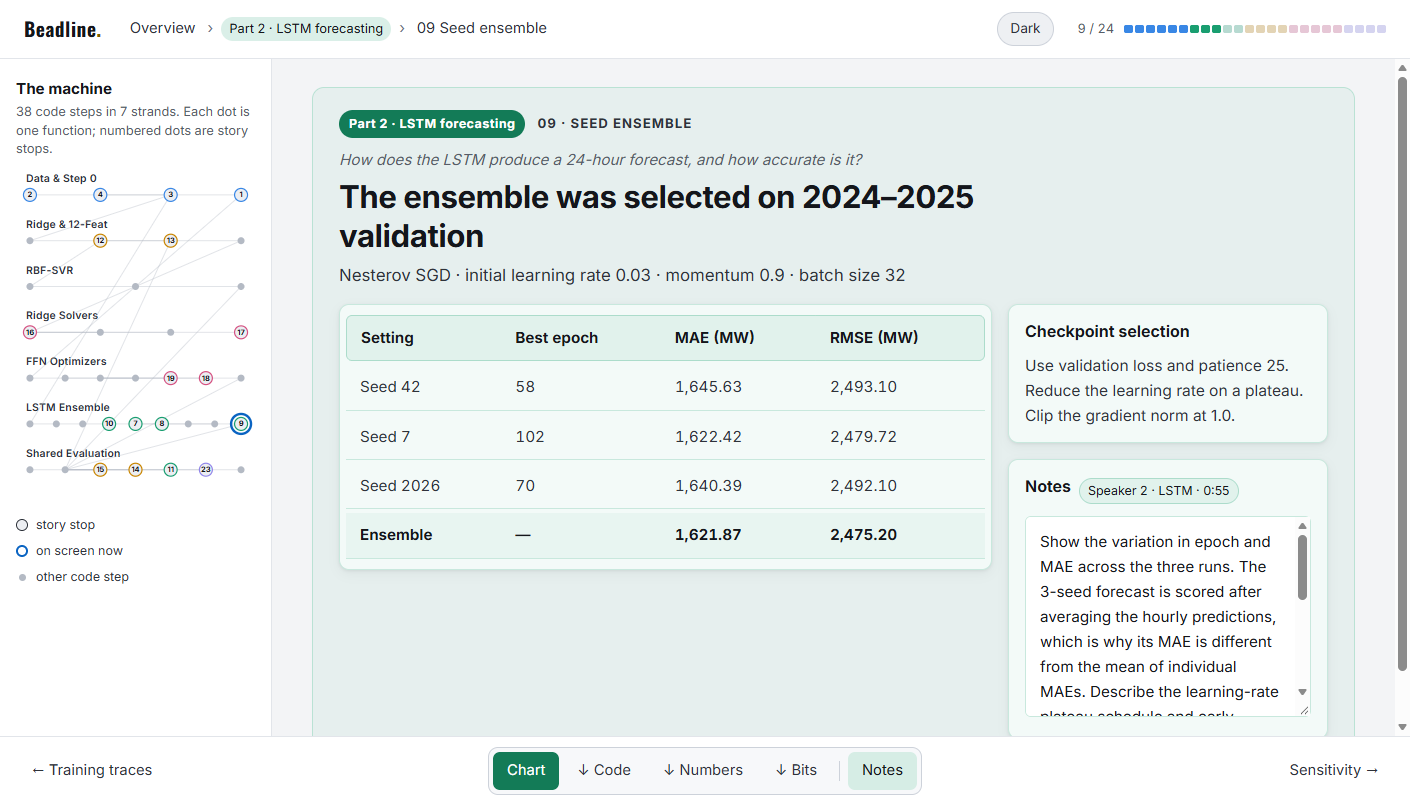 Beadline.
Overview › Part 2 · LSTM forecasting › 09 Seed ensemble
Dark
9 / 24
The machine
38 code steps in 7 strands. Each dot is
one function; numbered dots are story
stops.
Data & Step 0
2 4 3 1
Ridge & 12-Feat
12 13
RBF-SVR
Ridge Solvers
16 17
FFN Optimizers
19 18
LSTM Ensemble
10 7 8 9
Shared Evaluation
15 14 11 23
story stop
on screen now
other code step
Part 2 · LSTM forecasting 09 · SEED ENSEMBLE
How does the LSTM produce a 24-hour forecast, and how accurate is it?
The ensemble was selected on 2024–2025
validation
Nesterov SGD · initial learning rate 0.03 · momentum 0.9 · batch size 32
Setting Best epoch MAE (MW) RMSE (MW)
Seed 42 58 1,645.63 2,493.10
Seed 7 102 1,622.42 2,479.72
Seed 2026 70 1,640.39 2,492.10
Ensemble — 1,621.87 2,475.20
Checkpoint selection
Use validation loss and patience 25.
Reduce the learning rate on a plateau.
Clip the gradient norm at 1.0.
Notes Speaker 2 · LSTM · 0:55
Show the variation in epoch and
MAE across the three runs. The
3-seed forecast is scored after
averaging the hourly predictions,
which is why its MAE is different
from the mean of individual
MAEs. Describe the learning-rate
plateau schedule and early
← Training traces
Chart ↓ Code ↓ Numbers ↓ Bits Notes
Sensitivity →